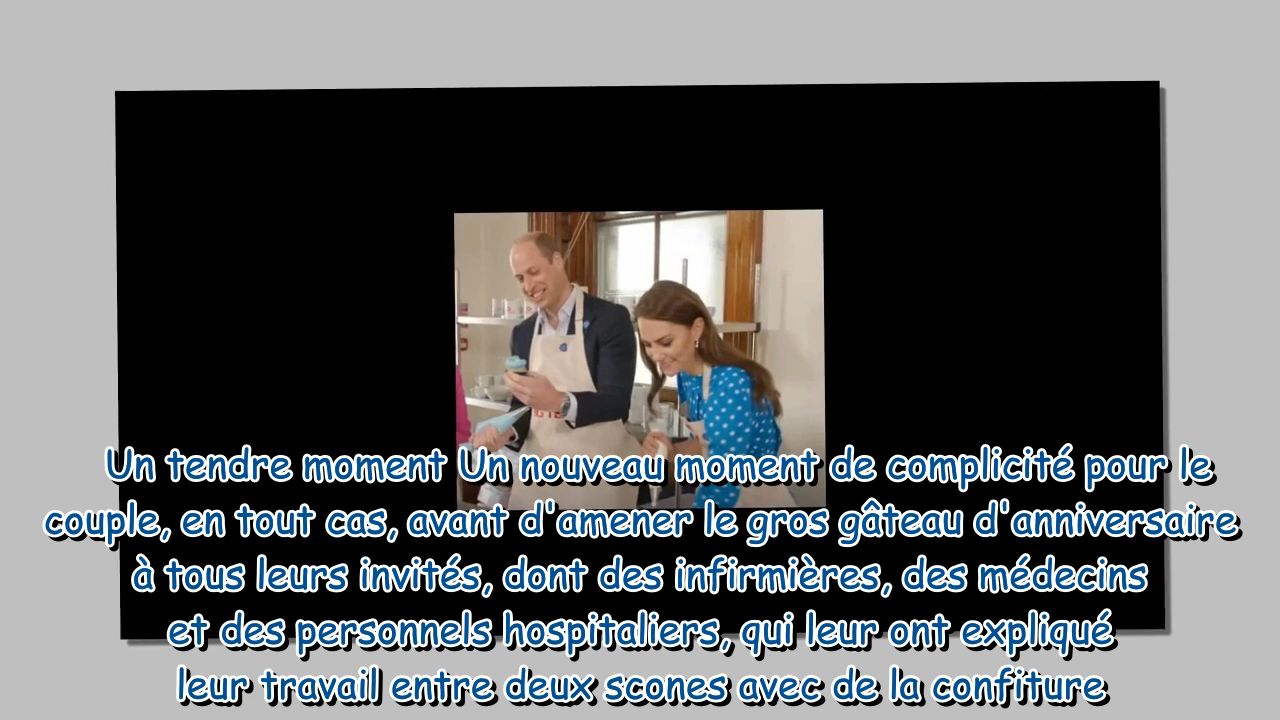 Un tendre moment Un nouveau moment de complicité pour le
couple, en tout cas, avant d'amener le gros gâteau d'anniversaire
à tous leurs invités, dont des infirmières, des médecins
et des personnels hospitaliers, qui leur ont expliqué
leur travail entre deux scones avec de la confiture